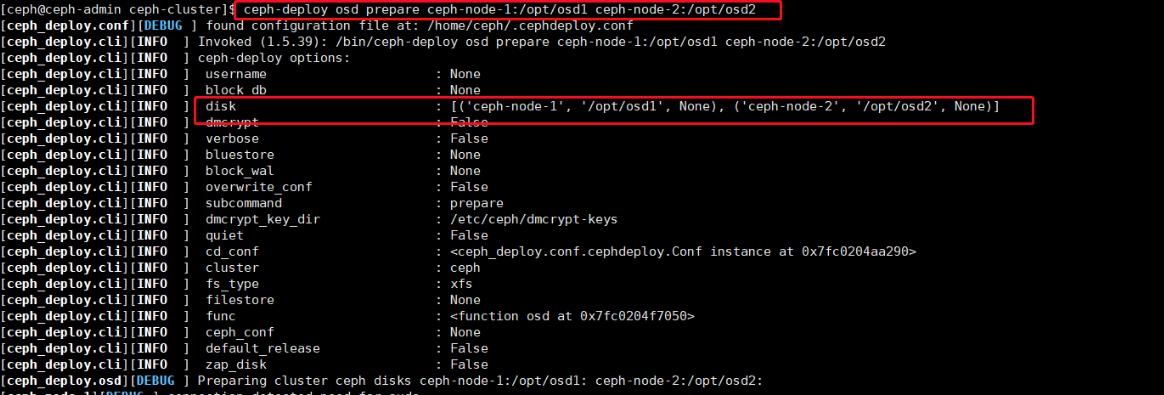 [ceph@ceph-admin ceph-cluster]$ ceph-deploy osd prepare ceph-node-1:/opt/osd1 ceph-node-2:/opt/osd2
[ceph_deploy.conf][DEBUG ] found configuration file at: /home/ceph/.cephdeploy.conf
[ceph_deploy.cli][INFO  ] Invoked (1.5.39): /bin/ceph-deploy osd prepare ceph-node-1:/opt/osd1 ceph-node-2:/opt/osd2
[ceph_deploy.cli][INFO  ] ceph-deploy options:
[ceph_deploy.cli][INFO  ]  username                      : None
[ceph_deploy.cli][INFO  ]  block_db                      : None
[ceph_deploy.cli][INFO  ]  disk                          : [('ceph-node-1', '/opt/osd1', None), ('ceph-node-2', '/opt/osd2', None)]
[ceph_deploy.cli][INFO  ]  dmcrypt                       : False
[ceph_deploy.cli][INFO  ]  verbose                       : False
[ceph_deploy.cli][INFO  ]  bluestore                     : None
[ceph_deploy.cli][INFO  ]  block_wal                     : None
[ceph_deploy.cli][INFO  ]  overwrite_conf                : False
[ceph_deploy.cli][INFO  ]  subcommand                    : prepare
[ceph_deploy.cli][INFO  ]  dmcrypt_key_dir               : /etc/ceph/dmcrypt-keys
[ceph_deploy.cli][INFO  ]  quiet                         : False
[ceph_deploy.cli][INFO  ]  cd_conf                       : <ceph_deploy.conf.cephdeploy.Conf instance at 0x7fc0204aa290>
[ceph_deploy.cli][INFO  ]  cluster                       : ceph
[ceph_deploy.cli][INFO  ]  fs_type                       : xfs
[ceph_deploy.cli][INFO  ]  filestore                     : None
[ceph_deploy.cli][INFO  ]  func                          : <function osd at 0x7fc0204f7050>
[ceph_deploy.cli][INFO  ]  ceph_conf                     : None
[ceph_deploy.cli][INFO  ]  default_release               : False
[ceph_deploy.cli][INFO  ]  zap_disk                      : False
[ceph_deploy.osd][DEBUG ] Preparing cluster ceph disks ceph-node-1:/opt/osd1: ceph-node-2:/opt/osd2:
[ceph-node-1][DEBUG ] connection detected need for sudo